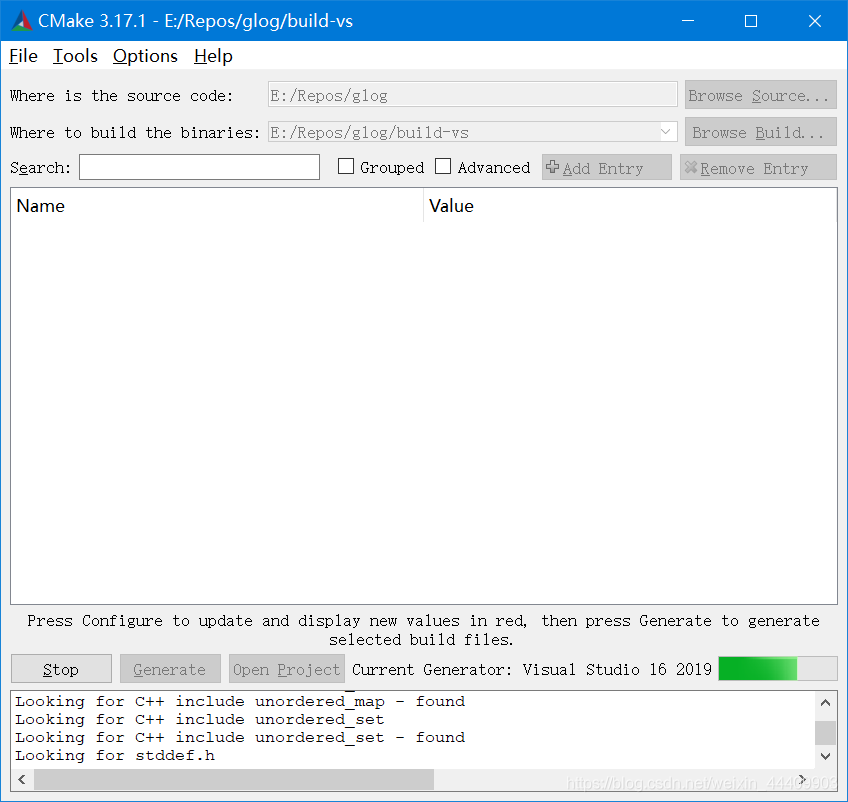 CMake 3.17.1 - E:/Repos/glog/build-vs
File Tools Options Help
Where is the source code: E:/Repos/glog Browse Source...
Where to build the binaries: E:/Repos/glog/build-vs Browse Build...
Search: Grouped Advanced Add Entry Remove Entry
Name Value
Press Configure to update and display new values in red, then press Generate to generate
selected build files.
Stop Generate Open Project Current Generator: Visual Studio 16 2019
Looking for C++ include unordered_map - found
Looking for C++ include unordered_set
Looking for C++ include unordered_set - found
Looking for stddef.h
https://blog.csdn.net/weixin_44499903